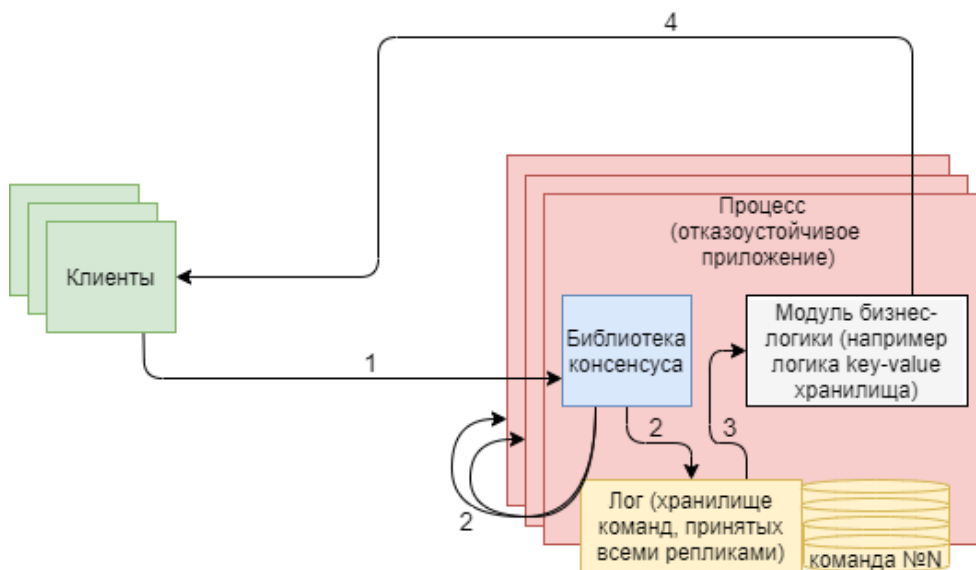 4
Процесс
(отказоустойчивое
приложение)
Клиенты
Библиотека
консенсуса
Модуль бизнес-
логики (например
логика key-value
хранилища)
1
2
3
2
Лог (хранилище
команд, принятых
всеми репликами)
команда №N